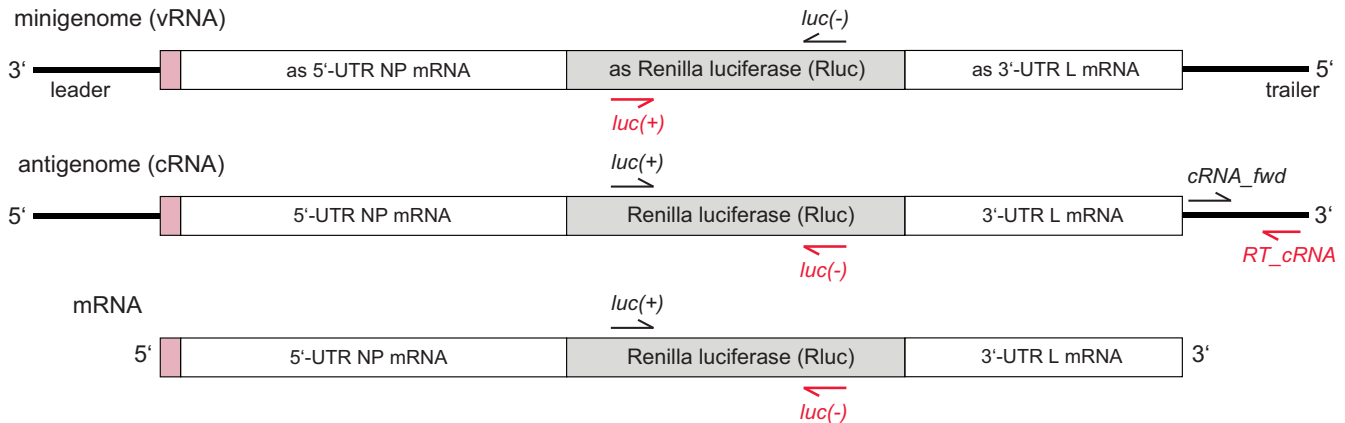 minigenome (vRNA)
luc(-)
3‘ as 5‘-UTR NP mRNA as Renilla luciferase (Rluc) as 3‘-UTR L mRNA 5‘
leader trailer
luc(+)
antigenome (cRNA)
luc(+)
cRNA_fwd
5‘ 5‘-UTR NP mRNA Renilla luciferase (Rluc) 3‘-UTR L mRNA 3‘
luc(-) RT_cRNA
mRNA
luc(+)
5‘ 5‘-UTR NP mRNA Renilla luciferase (Rluc) 3‘-UTR L mRNA 3‘
luc(-)